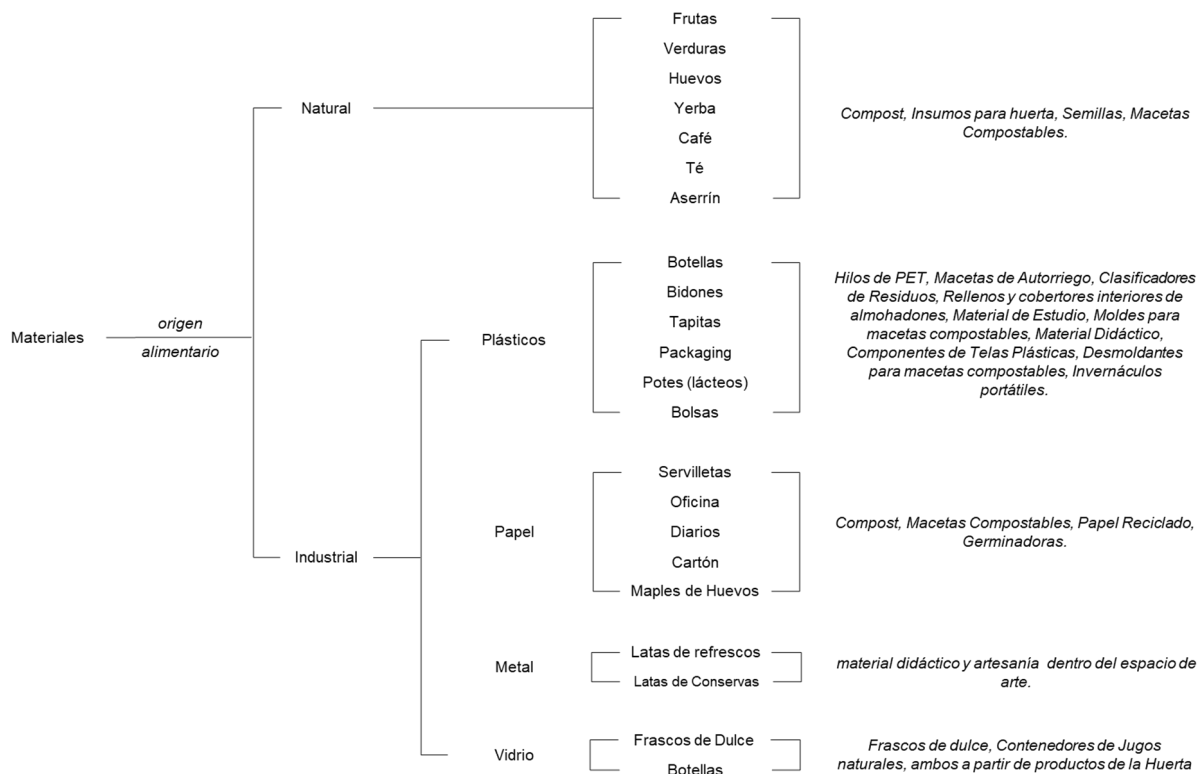 Materiales
origen
alimentario
Natural
Frutas
Verduras
Huevos
Yerba
Café
Té
Aserrín
Compost, Insumos para huerta, Semillas, Macetas
Compostables.
Industrial
Plásticos
Botellas
Bidones
Tapitas
Packaging
Potes (lácteos)
Bolsas
Hilos de PET, Macetas de Autorriego, Clasificadores
de Residuos, Rellenos y cobertores interiores de
almohadones, Material de Estudio, Moldes para
macetas compostables, Material Didáctico,
Componentes de Telas Plásticas, Desmoldantes
para macetas compostables, Invernáculos
portátiles.
Papel
Servilletas
Oficina
Diarios
Cartón
Maples de Huevos
Compost, Macetas Compostables, Papel Reciclado,
Germinadoras.
Metal
Latas de refrescos
Latas de Conservas
material didáctico y artesanía dentro del espacio de
arte.
Vidrio
Frascos de Dulce
Botellas
Frascos de dulce, Contenedores de Jugos
naturales, ambos a partir de productos de la Huerta